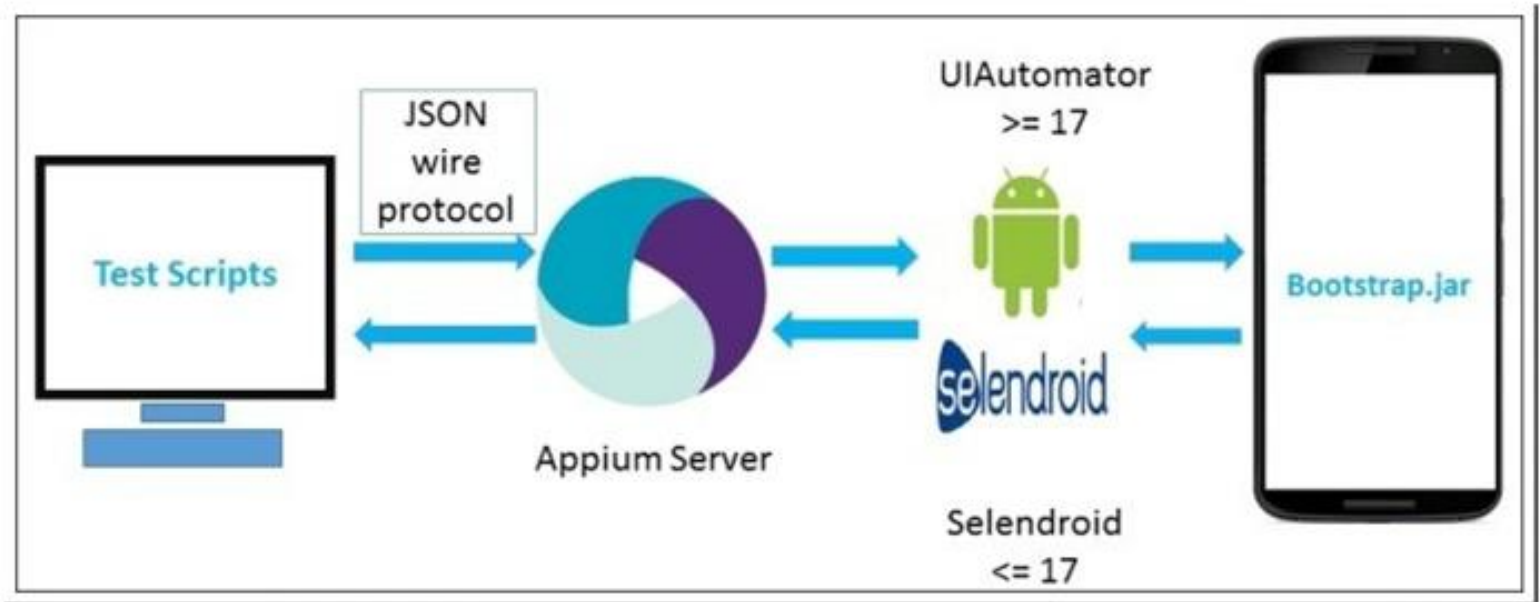 JSON
wire
protocol
Test Scripts
Appium Server
UIAutomator
>= 17
selendroid
Selendroid
<= 17
Bootstrap.jar